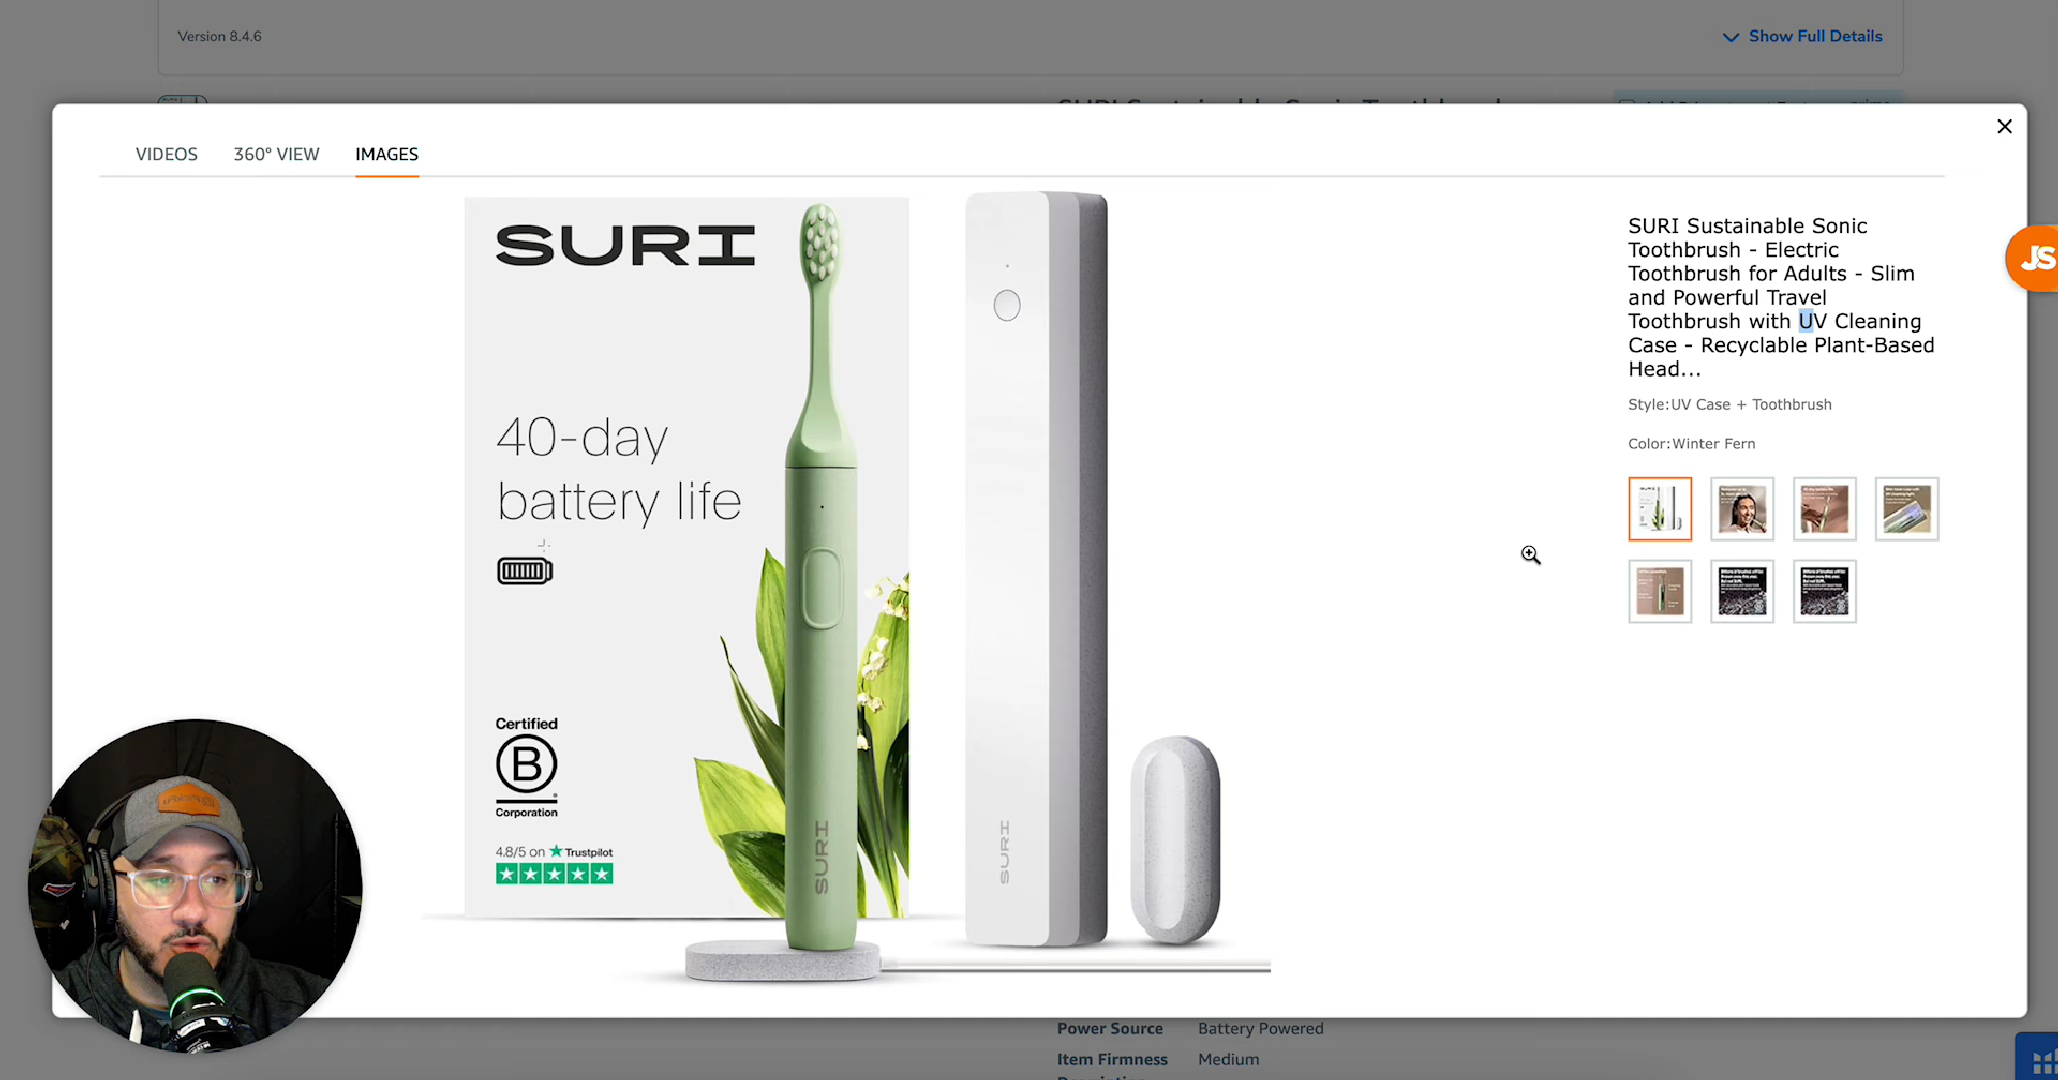 Version 8.4.6
Show Full Details
VIDEOS
360° VIEW
IMAGES
SURI
40-day
battery life
Certified
B
Corporation
4.8/5 on Trustpilot
SURI
SURI
SURI Sustainable Sonic
Toothbrush - Electric
Toothbrush for Adults - Slim
and Powerful Travel
Toothbrush with UV Cleaning
Case - Recyclable Plant-Based
Head...
Style:UV Case + Toothbrush
Color:Winter Fern
SURI
JS
Power Source Battery Powered
Item Firmness Medium